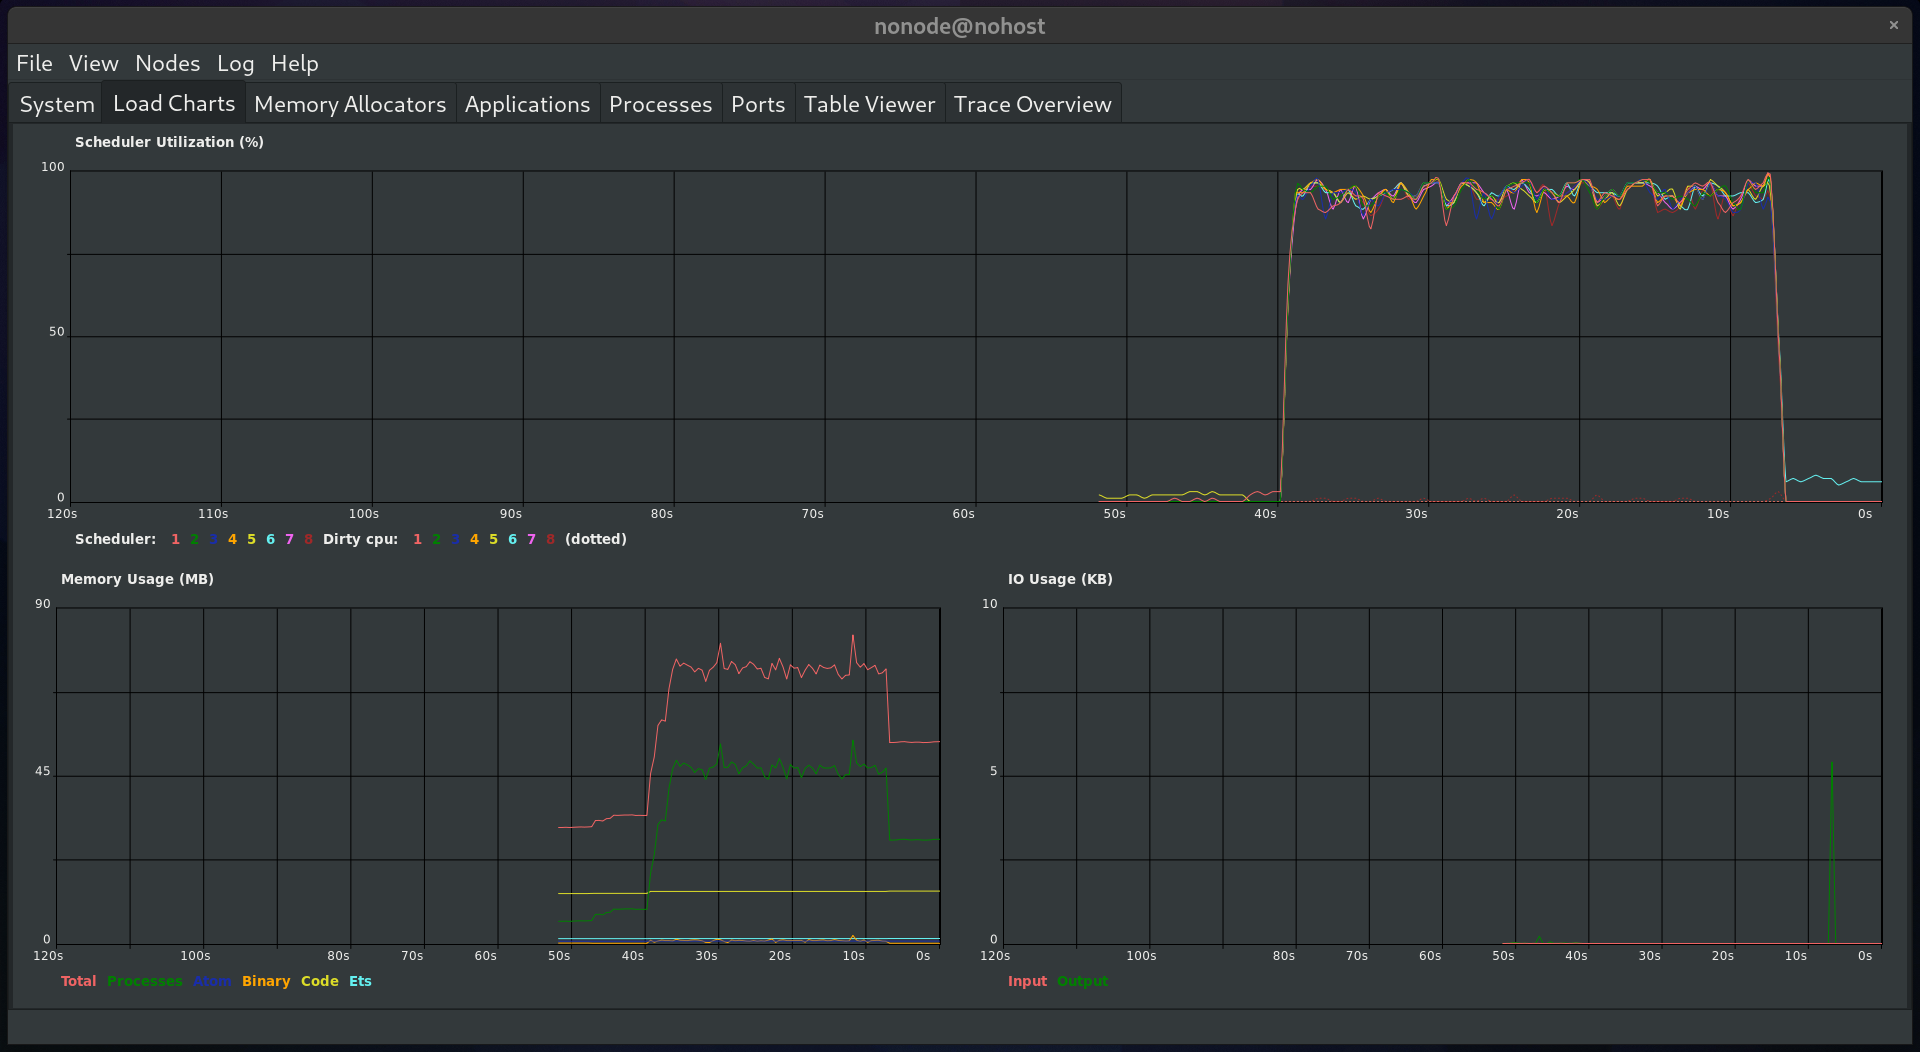 nonode@nohost ×
File View Nodes Log Help
System Load Charts Memory Allocators Applications Processes Ports Table Viewer Trace Overview
Scheduler Utilization (%)
100
50
0
120s 110s 100s 90s 80s 70s 60s 50s 40s 30s 20s 10s 0s
Scheduler: 1 2 3 4 5 6 7 8 Dirty cpu: 1 2 3 4 5 6 7 8 (dotted)
Memory Usage (MB)
90
45
0
120s 100s 80s 70s 60s 50s 40s 30s 20s 10s 0s
Total Processes Atom Binary Code Ets
IO Usage (KB)
10
5
0
120s 100s 80s 70s 60s 50s 40s 30s 20s 10s 0s
Input Output